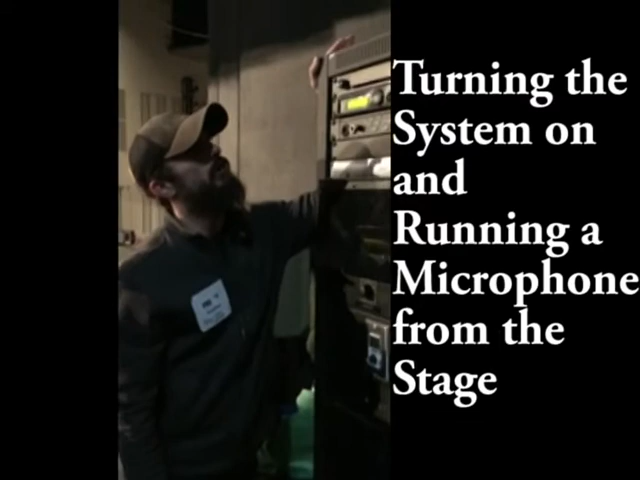 Turning the
System on
and
Running a
Microphone
from the
Stage